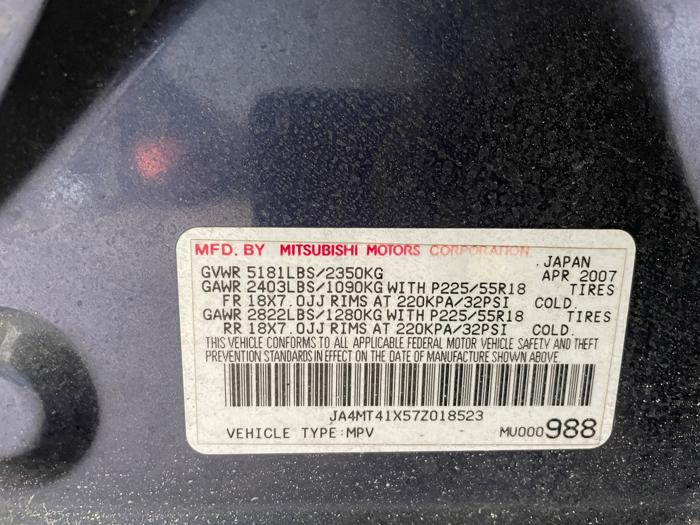 MFD. BY MITSUBISHI MOTORS CORPORATION JAPAN
GVWR 5181LBS/2350KG APR 2007
GAWR 2403LBS/1090KG WITH P225/55R18 TIRES
FR 18X7.0JJ RIMS AT 220KPA/32PSI COLD.
GAWR 2822LBS/1280KG WITH P225/55R18 TIRES
RR 18X7.0JJ RIMS AT 220KPA/32PSI COLD.
THIS VEHICLE CONFORMS TO ALL APPLICABLE FEDERAL MOTOR VEHICLE SAFETY AND THEFT
PREVENTION STANDARDS IN EFFECT ON THE DATE OF MANUFACTURE SHOWN ABOVE.
JA4MT41X57Z018523
VEHICLE TYPE:MPV MU000988